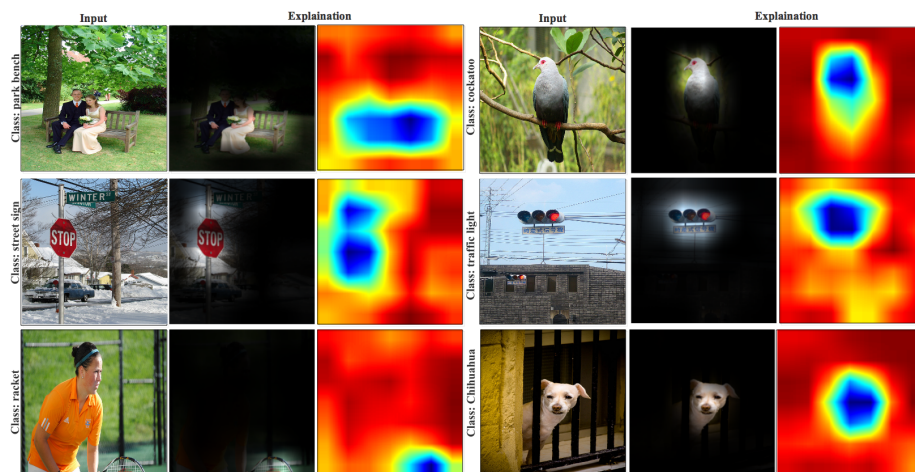 Input
Explaination
Input
Explaination
Class: park bench
Class: cockatoo
Class: street sign
WINTER
STOP
STOP
Class: traffic light
Class: racket
Class: Chihuahua